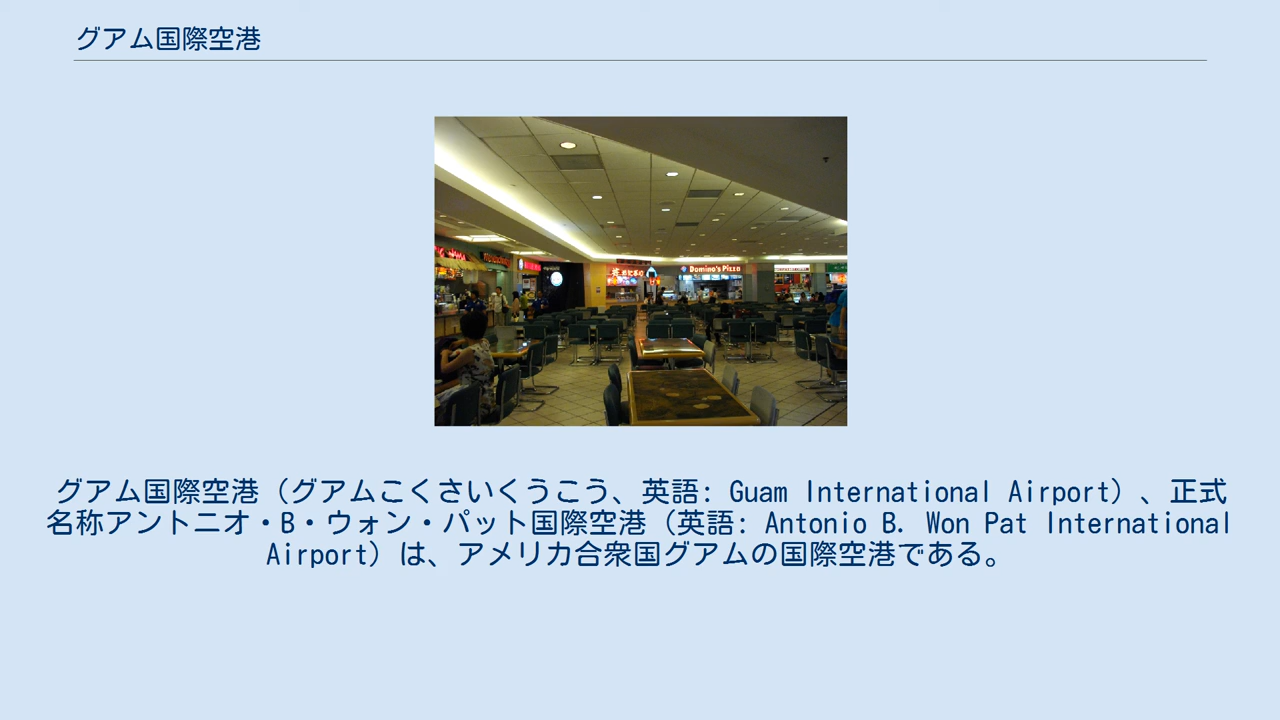 グアム国際空港
Domino's Pizza
グアム国際空港（グアムこくさいくうこう、英語: Guam International Airport）、正式
名称アントニオ・B・ウォン・パット国際空港（英語: Antonio B. Won Pat International
Airport）は、アメリカ合衆国グアムの国際空港である。